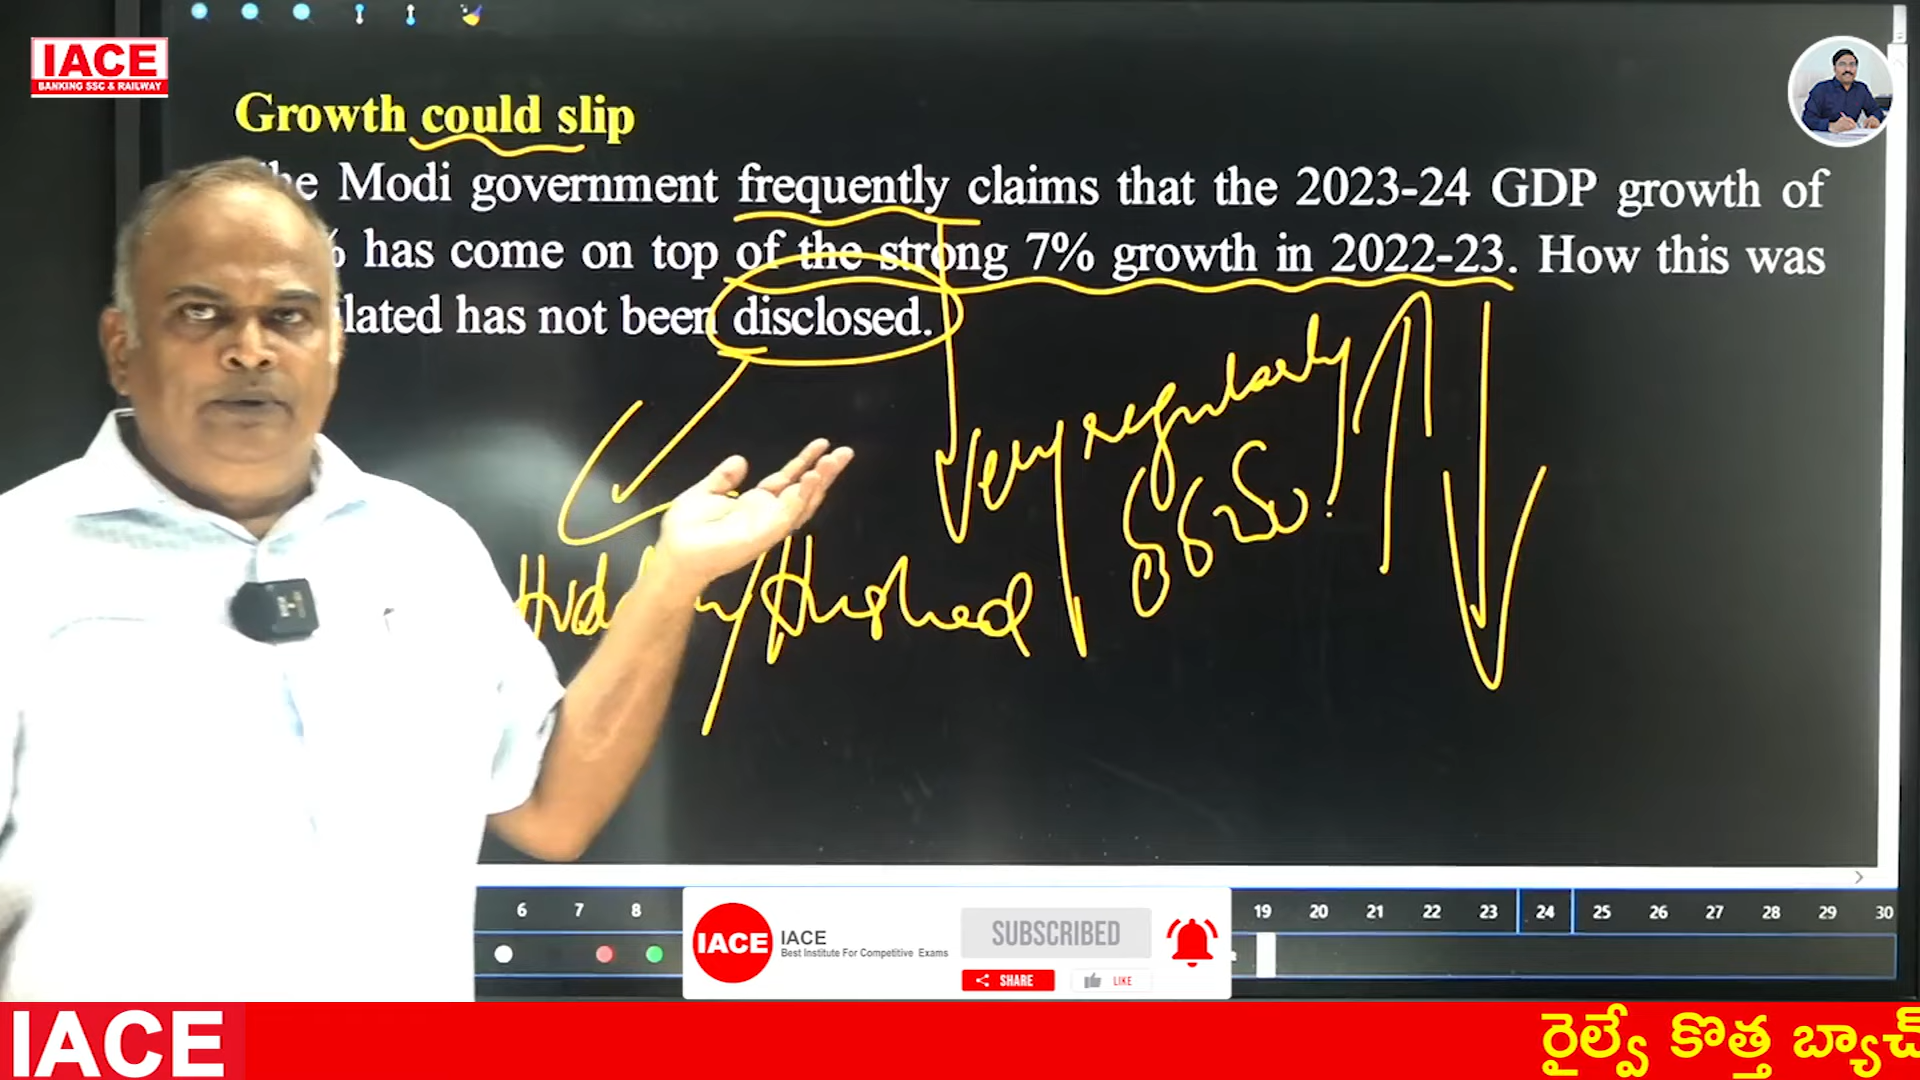 IACE
BANKING SSC & RAILWAY
Growth could slip
he Modi government frequently claims that the 2023-24 GDP growth of
% has come on top of the strong 7% growth in 2022-23. How this was
lated has not been disclosed.
Very regularly
Hushed
6 7 8 19 20 21 22 23 24 25 26 27 28 29 30
IACE
IACE
Best Institute For Competitive Exams
SUBSCRIBED
SHARE
LIKE
IACE
రైల్వే కొత్త బ్యాచ్